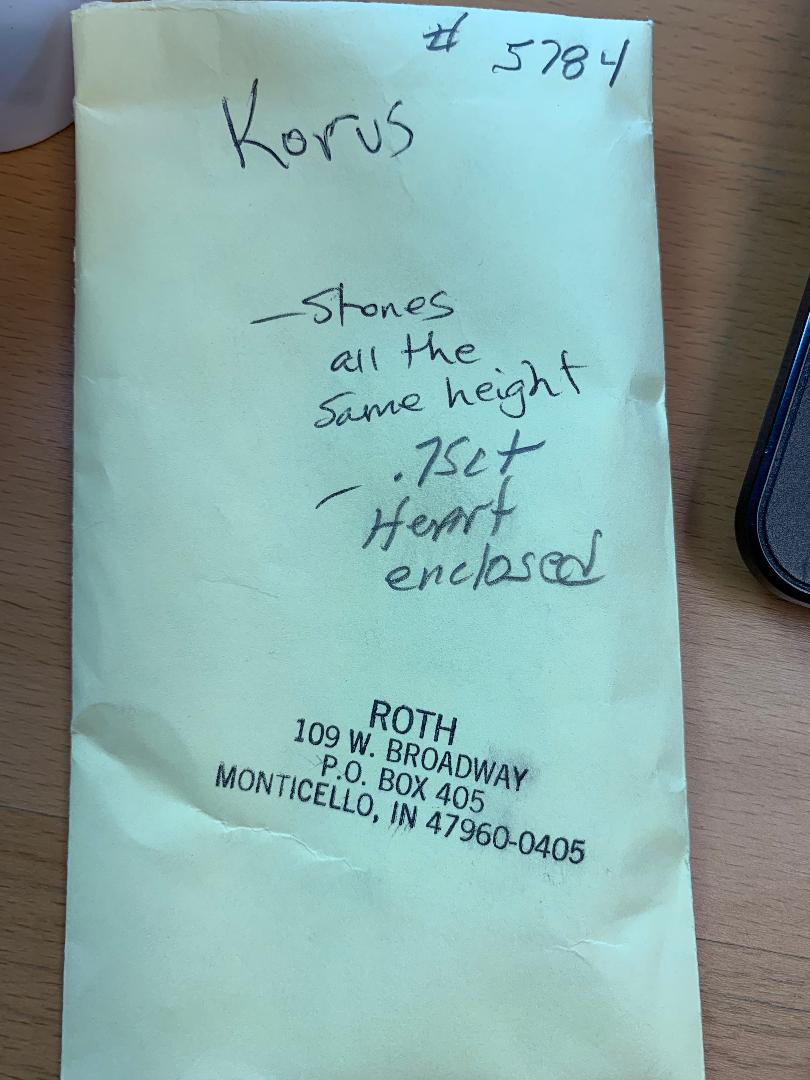 # 5784
Korus
— Stones
all the
same height
— .75ct
Heart
enclosed
ROTH
109 W. BROADWAY
P.O. BOX 405
MONTICELLO, IN 47960-0405